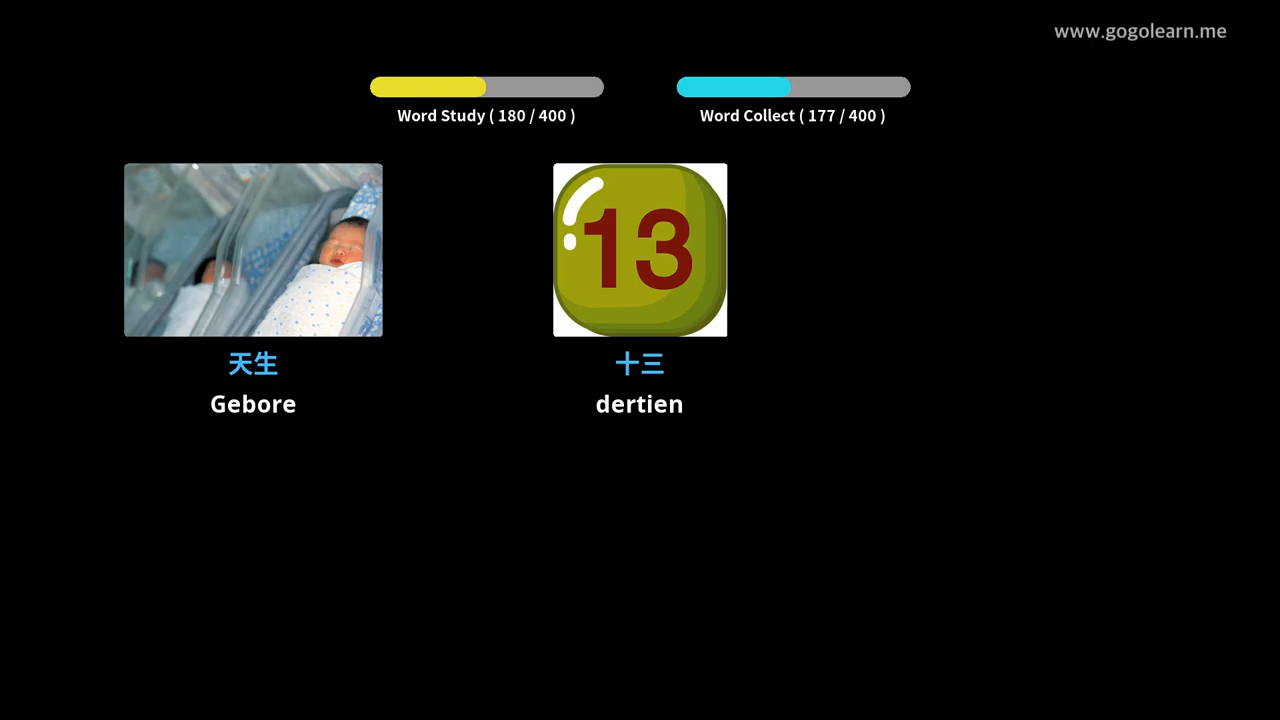 www.gogolearn.me
Word Study ( 180 / 400 )
Word Collect ( 177 / 400 )
13
天生
十三
Gebore
dertien